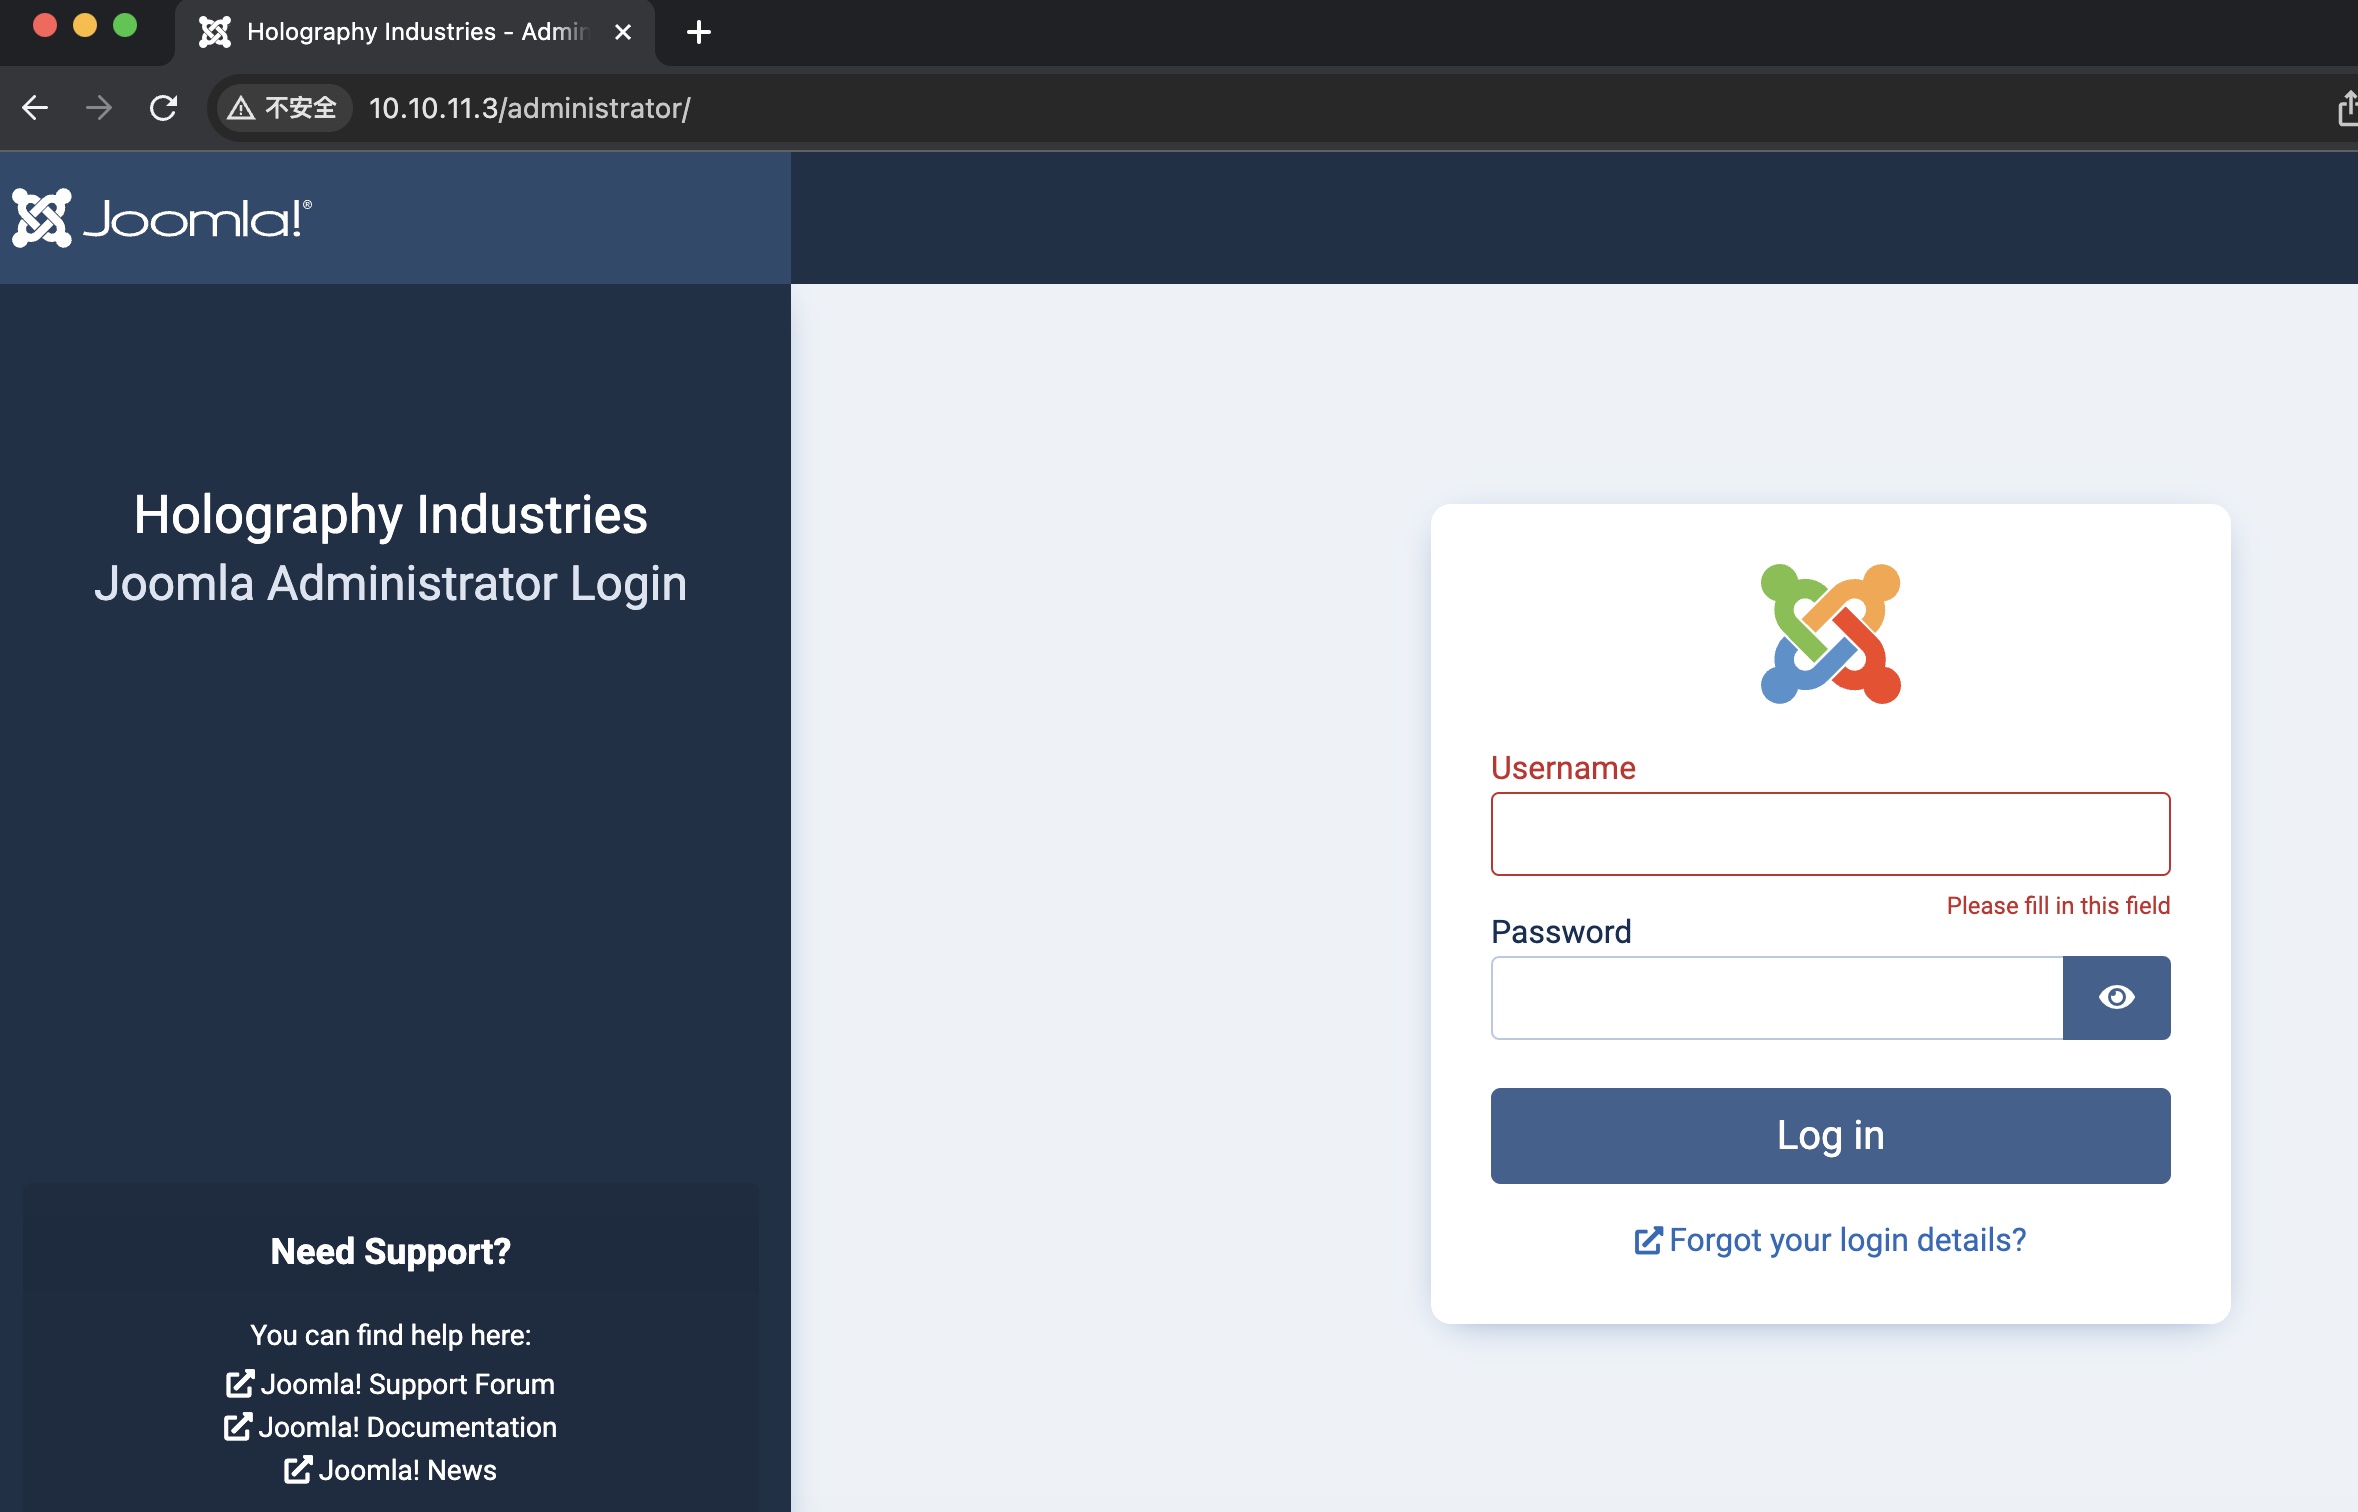 Holography Industries - Admin
不安全 10.10.11.3/administrator/
Joomla!®
Holography Industries
Joomla Administrator Login
Need Support?
You can find help here:
Joomla! Support Forum
Joomla! Documentation
Joomla! News
Username
Please fill in this field
Password
Log in
Forgot your login details?